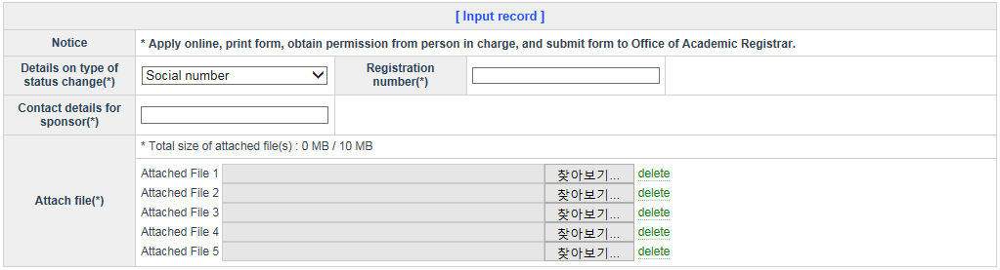 [ Input record ]
Notice
* Apply online, print form, obtain permission from person in charge, and submit form to Office of Academic Registrar.
Details on type of
status change(*)
Social number
Registration
number(*)
Contact details for
sponsor(*)
Attach file(*)
* Total size of attached file(s) : 0 MB / 10 MB
Attached File 1 찾아보기... delete
Attached File 2 찾아보기... delete
Attached File 3 찾아보기... delete
Attached File 4 찾아보기... delete
Attached File 5 찾아보기... delete